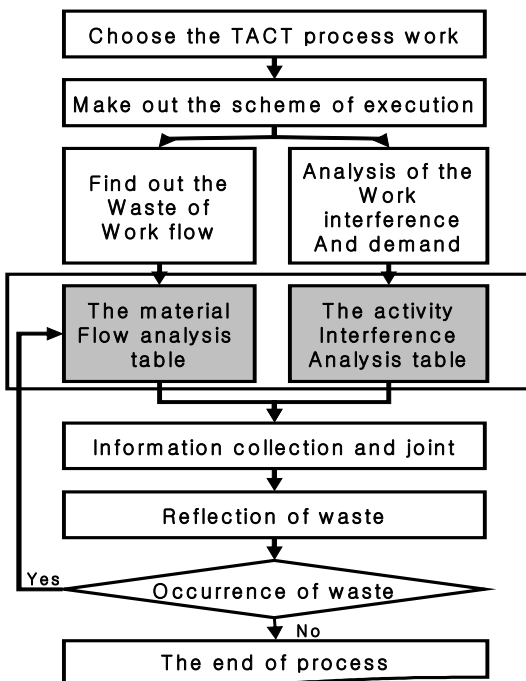 Choose the TACT process work
Make out the scheme of execution
Find out the
Waste of
Work flow
Analysis of the
Work
interference
And demand
The material
Flow analysis
table
The activity
Interference
Analysis table
Information collection and joint
Reflection of waste
Yes
Occurrence of waste
No
The end of process